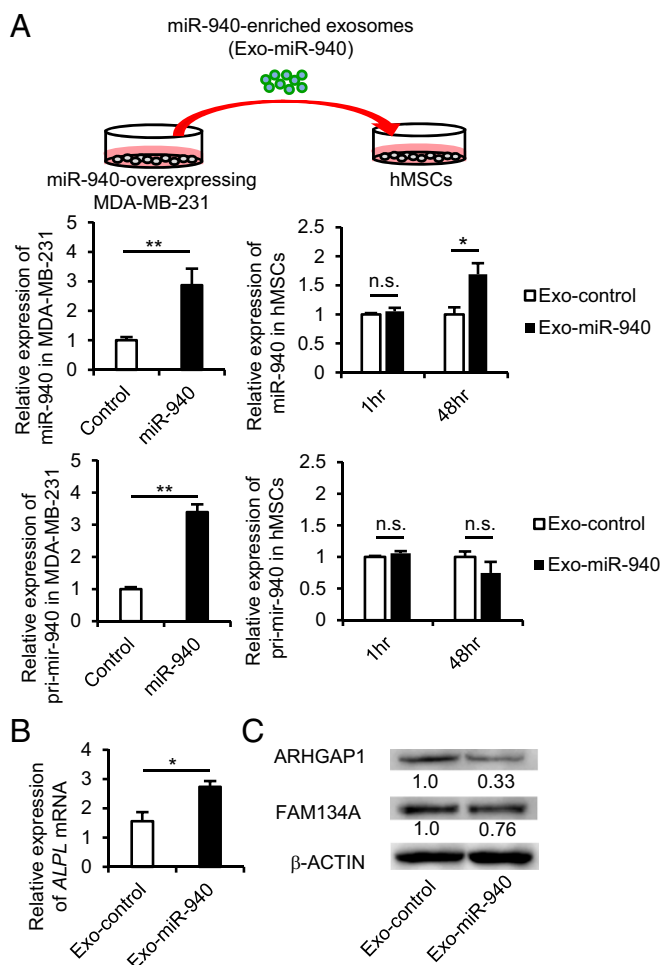 A
miR-940-enriched exosomes
(Exo-miR-940)
miR-940-overexpressing
MDA-MB-231
hMSCs
Relative expression of
miR-940 in MDA-MB-231
5
4
3
2
1
0
**
Control
miR-940
Relative expression of
miR-940 in hMSCs
2.5
2
1.5
1
0.5
0
n.s.
*
1hr
48hr
Exo-control
Exo-miR-940
Relative expression of
pri-mir-940 in MDA-MB-231
5
4
3
2
1
0
**
Control
miR-940
Relative expression of
pri-mir-940 in hMSCs
2.5
2
1.5
1
0.5
0
n.s.
n.s.
1hr
48hr
Exo-control
Exo-miR-940
B
Relative expression
of ALPL mRNA
4
3
2
1
0
*
Exo-control
Exo-miR-940
C
ARHGAP1
1.0 0.33
FAM134A
1.0 0.76
β-ACTIN
Exo-control
Exo-miR-940